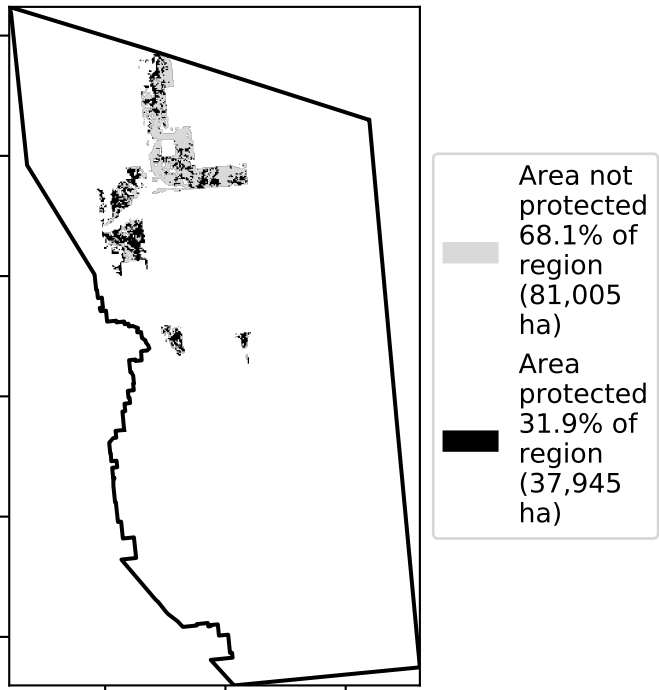 Area not
protected
68.1% of
region
(81,005
ha)
Area
protected
31.9% of
region
(37,945
ha)